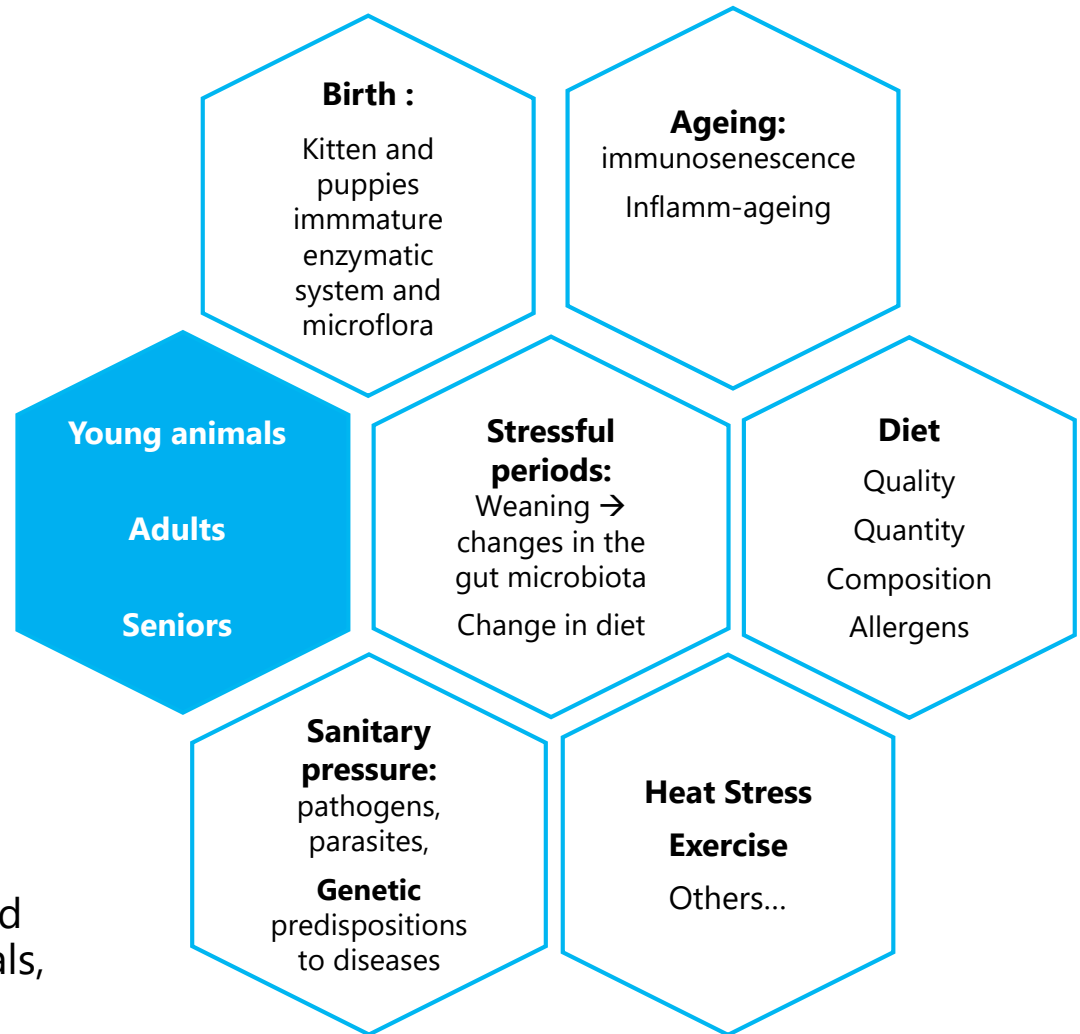 Birth :
Kitten and
puppies
immmature
enzymatic
system and
microflora
Ageing:
immunosenescence
Inflamm-ageing
Young animals
Adults
Seniors
Stressful
periods:
Weaning →
changes in the
gut microbiota
Change in diet
Diet
Quality
Quantity
Composition
Allergens
Sanitary
pressure:
pathogens,
parasites,
Genetic
predispositions
to diseases
Heat Stress
Exercise
Others...